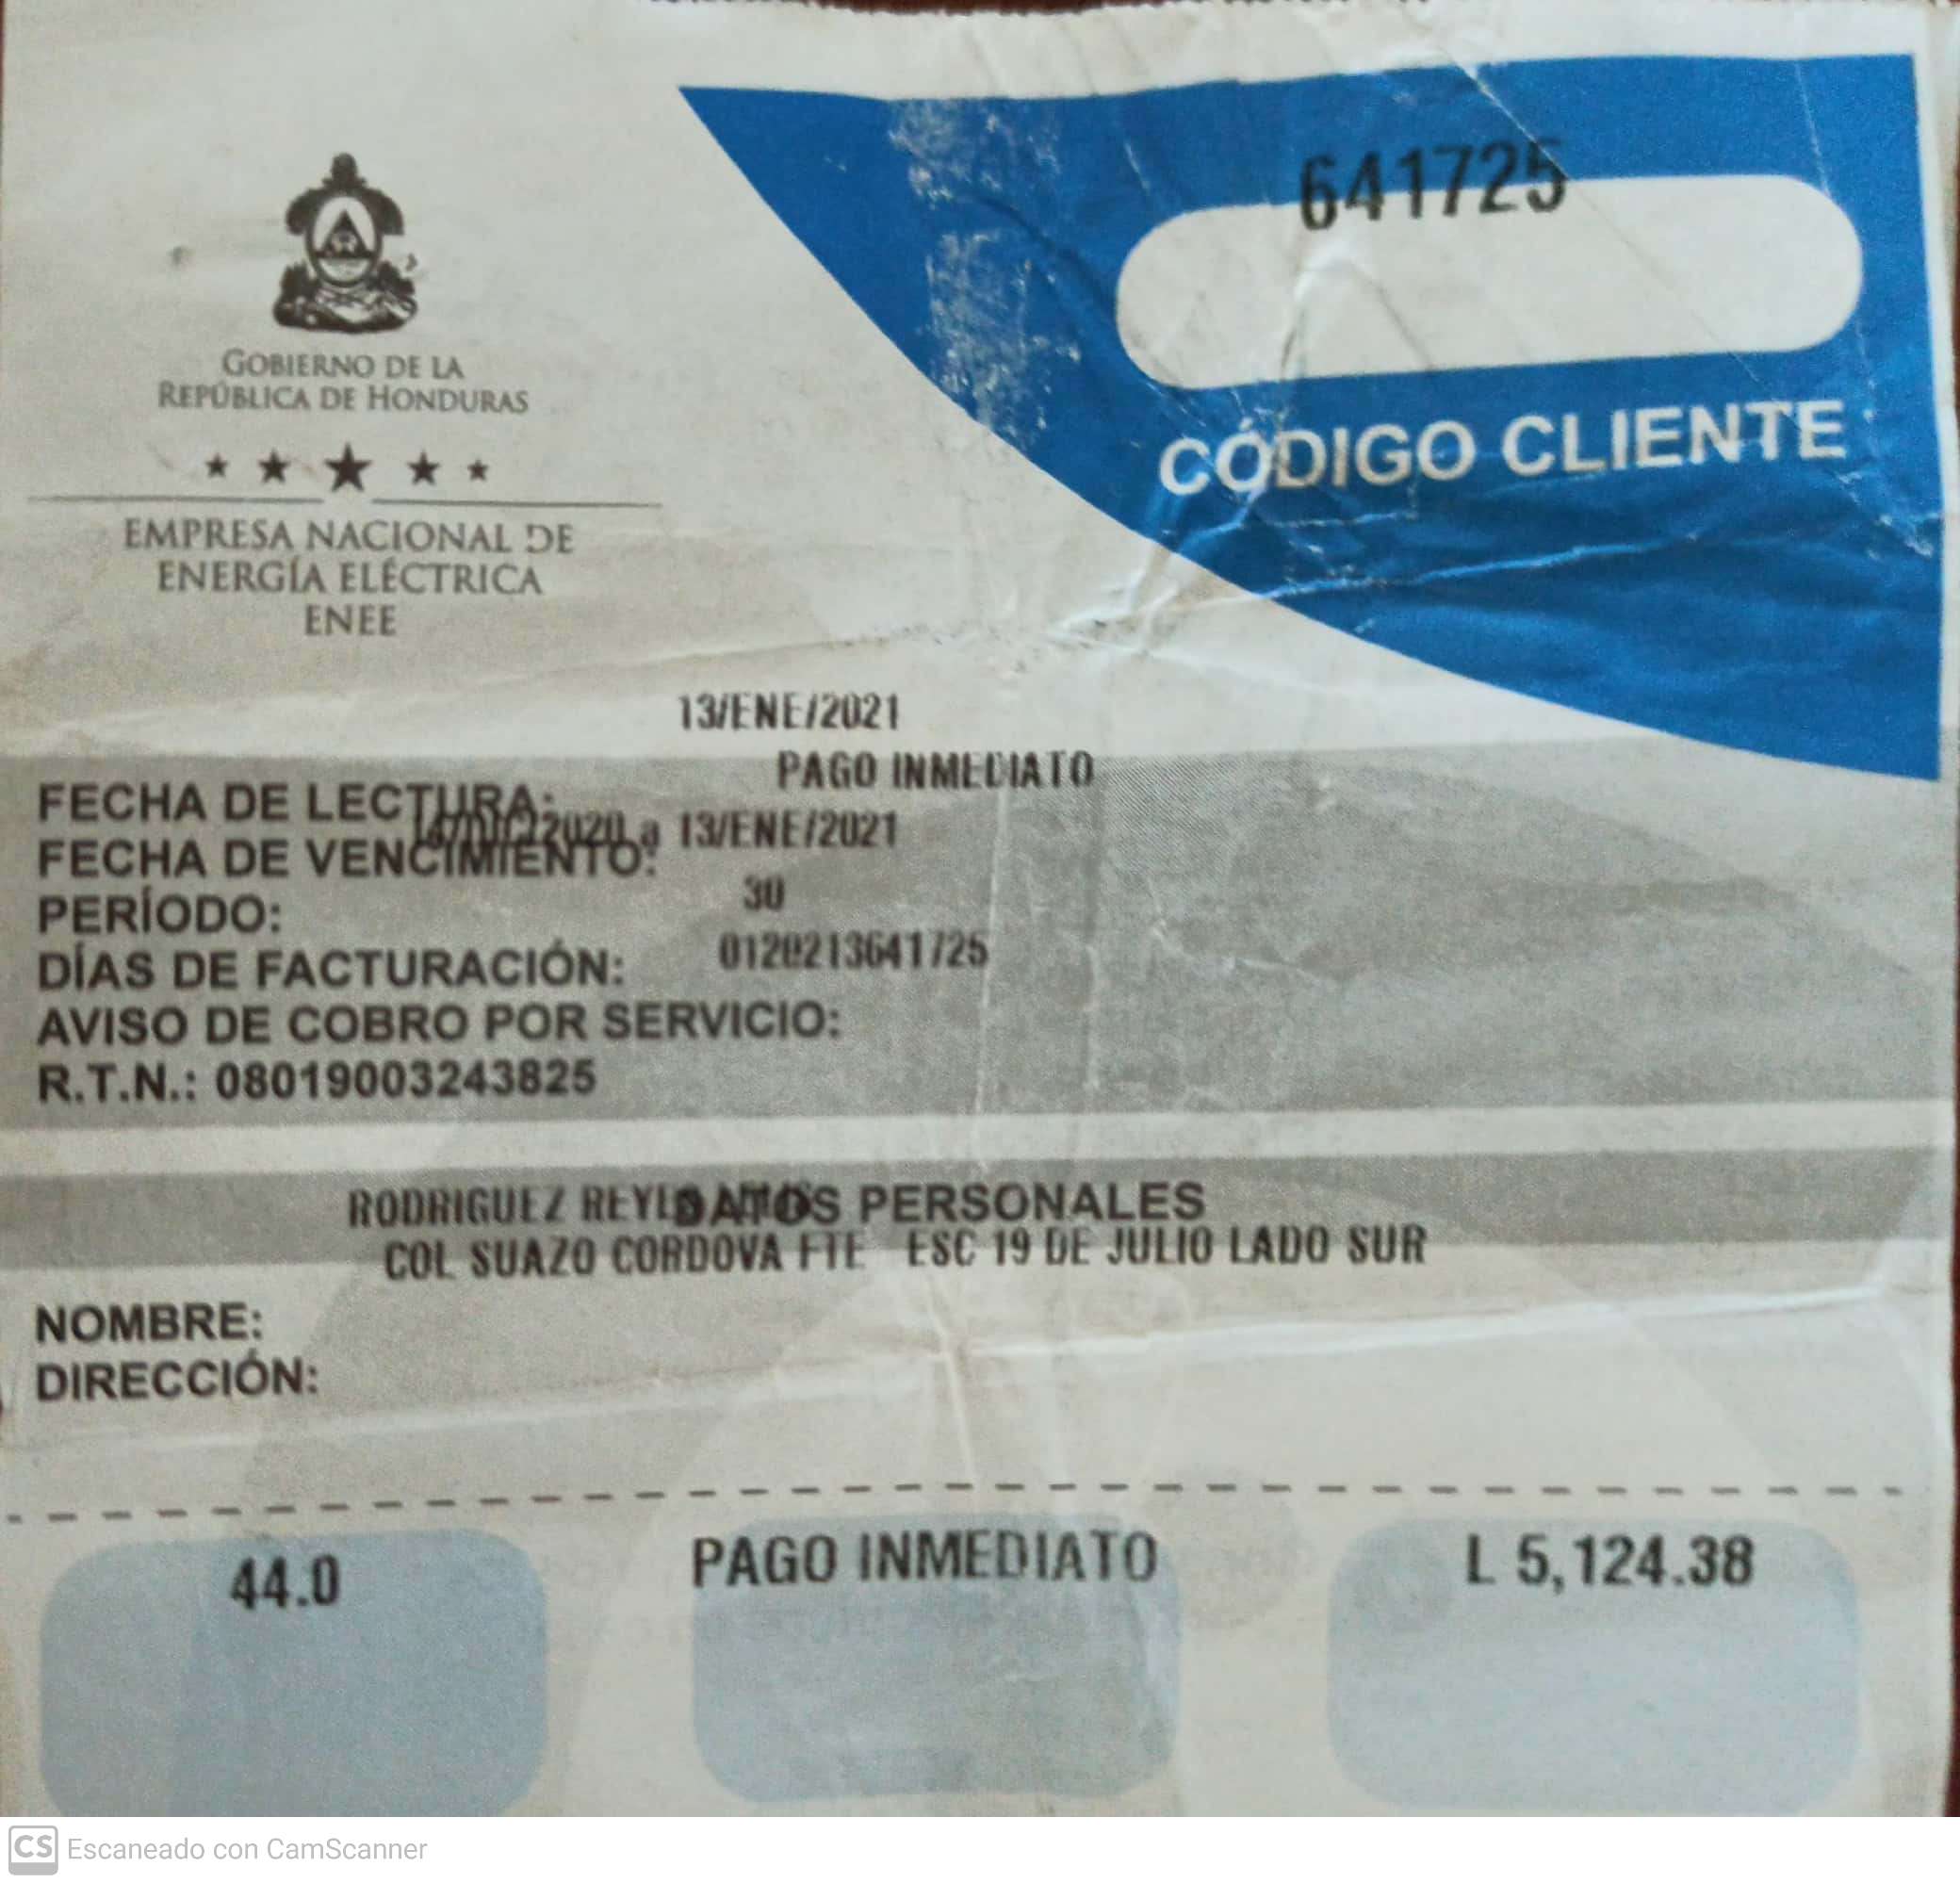 641725
CÓDIGO CLIENTE
GOBIERNO DE LA
REPÚBLICA DE HONDURAS
EMPRESA NACIONAL DE
ENERGÍA ELÉCTRICA
ENEE
13/ENE/2021
PAGO INMEDIATO
FECHA DE LECTURA:
2020 a 13/ENE/2021
FECHA DE VENCIMIENTO:
30
PERÍODO:
0120213641725
DÍAS DE FACTURACIÓN:
AVISO DE COBRO POR SERVICIO:
R.T.N.: 08019003243825
RODRIGUEZ DATOS PERSONALES
COL SUAZO CORDOVA FTE ESC 19 DE JULIO LADO SUR
NOMBRE:
DIRECCIÓN:
44.0 PAGO INMEDIATO L 5,124.38
CS Escaneado con CamScanner